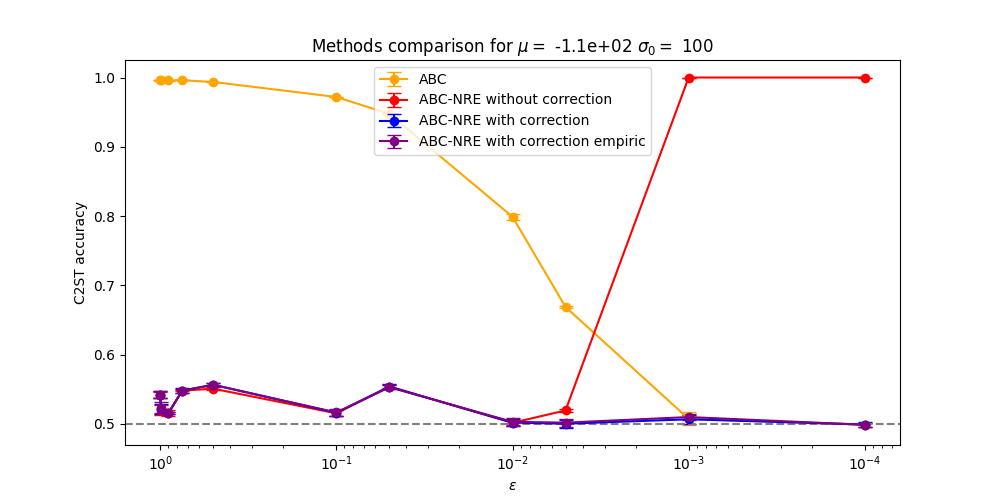 Methods comparison for μ = -1.1e+02 σ₀ = 100
ABC
ABC-NRE without correction
ABC-NRE with correction
ABC-NRE with correction empiric
C2ST accuracy
1.0
0.9
0.8
0.7
0.6
0.5
10⁰ 10⁻¹ 10⁻² 10⁻³ 10⁻⁴
ε